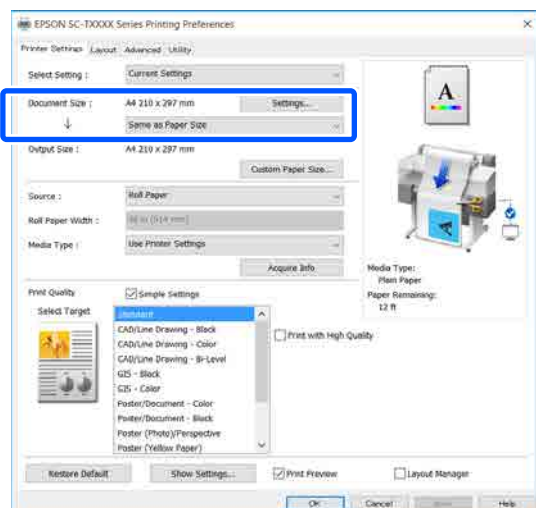 EPSON SC-TXXXX Series Printing Preferences
Printer Settings Layout Advanced Utility
Select Setting : Current Settings
Document Size : A4 210 x 297 mm Settings...
↓ Same as Paper Size
Output Size : A4 210 x 297 mm
Custom Paper Size...
Source : Roll Paper
Roll Paper Width :
Media Type : Use Printer Settings
Acquire Info
Media Type:
Plain Paper
Paper Remaining:
12 ft
Print Quality Simple Settings
Select Target
Standard
CAD/Line Drawing - Black
CAD/Line Drawing - Color
CAD/Line Drawing - Bi-Level
GIS - Black
GIS - Color
Poster/Document - Color
Poster/Document - Black
Poster (Photo)/Perspective
Poster (Yellow Paper)
Print with High Quality
Restore Default Show Settings... Print Preview Layout Manager
OK Cancel Help
A
A